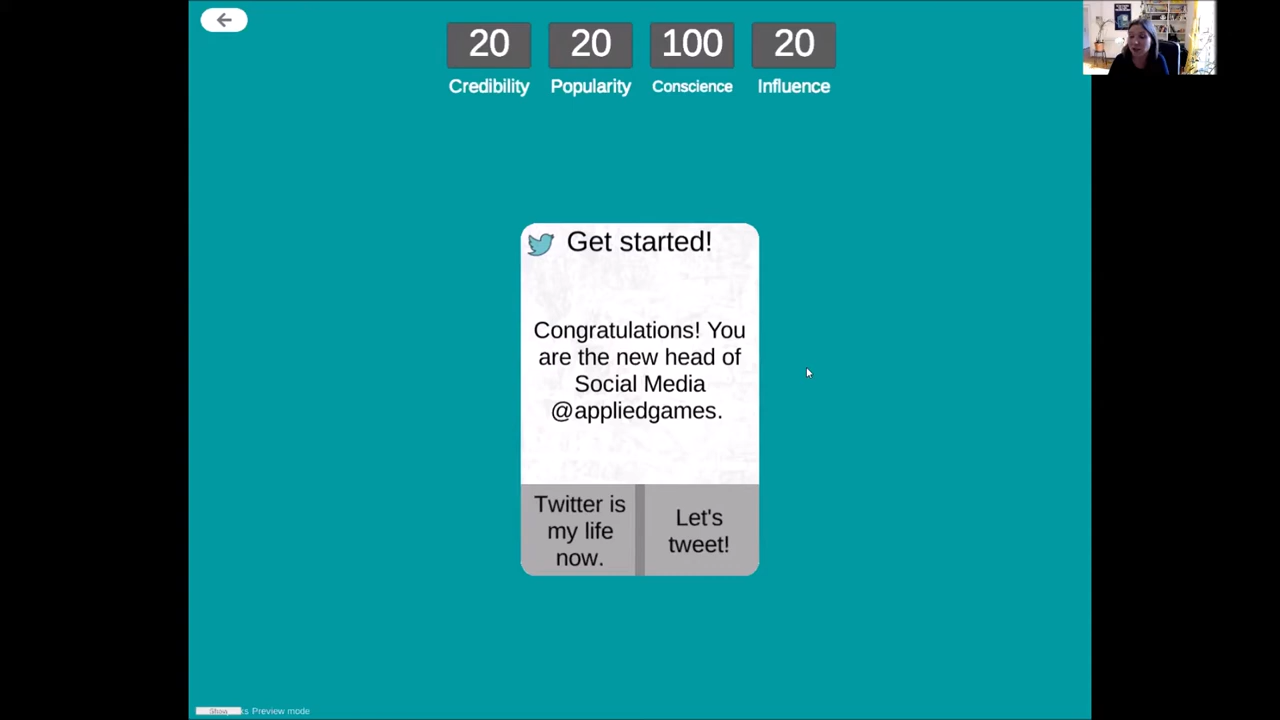 20 20 100 20
Credibility Popularity Conscience Influence
Get started!
Congratulations! You
are the new head of
Social Media
@appliedgames.
Twitter is
my life
now.
Let's
tweet!
Show
Preview mode